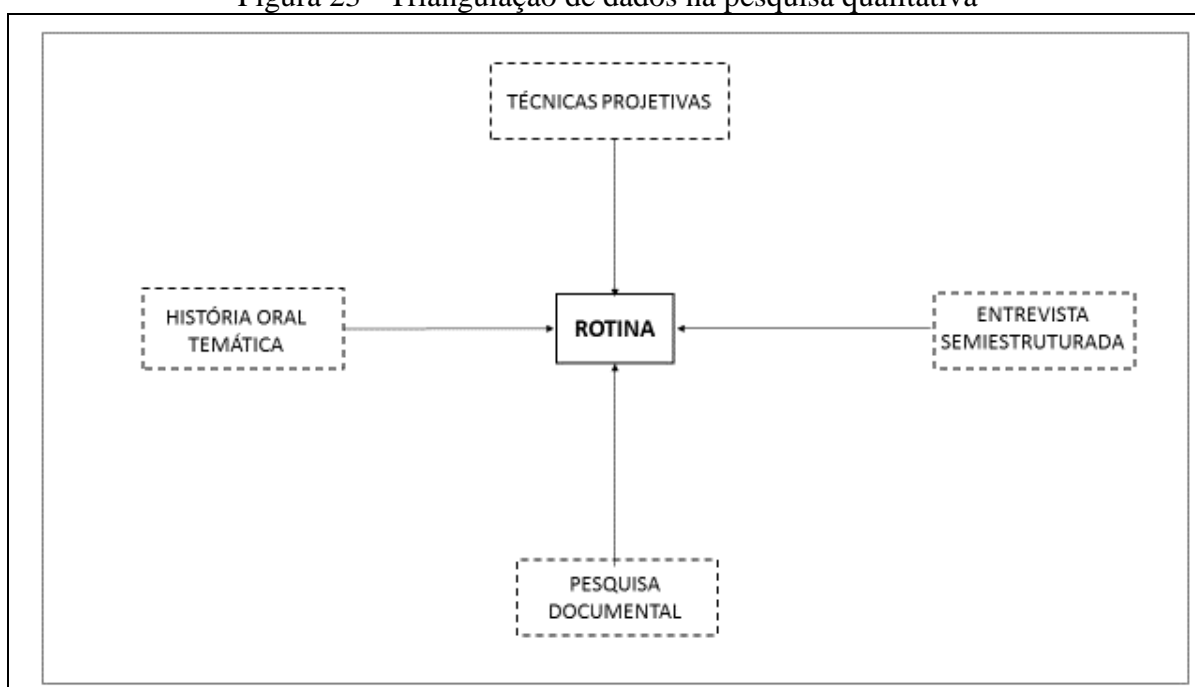 Figura 23 - Triangulação de dados na pesquisa qualitativa
TÉCNICAS PROJETIVAS
HISTÓRIA ORAL
TEMÁTICA
ROTINA
ENTREVISTA
SEMIESTRUTURADA
PESQUISA
DOCUMENTAL